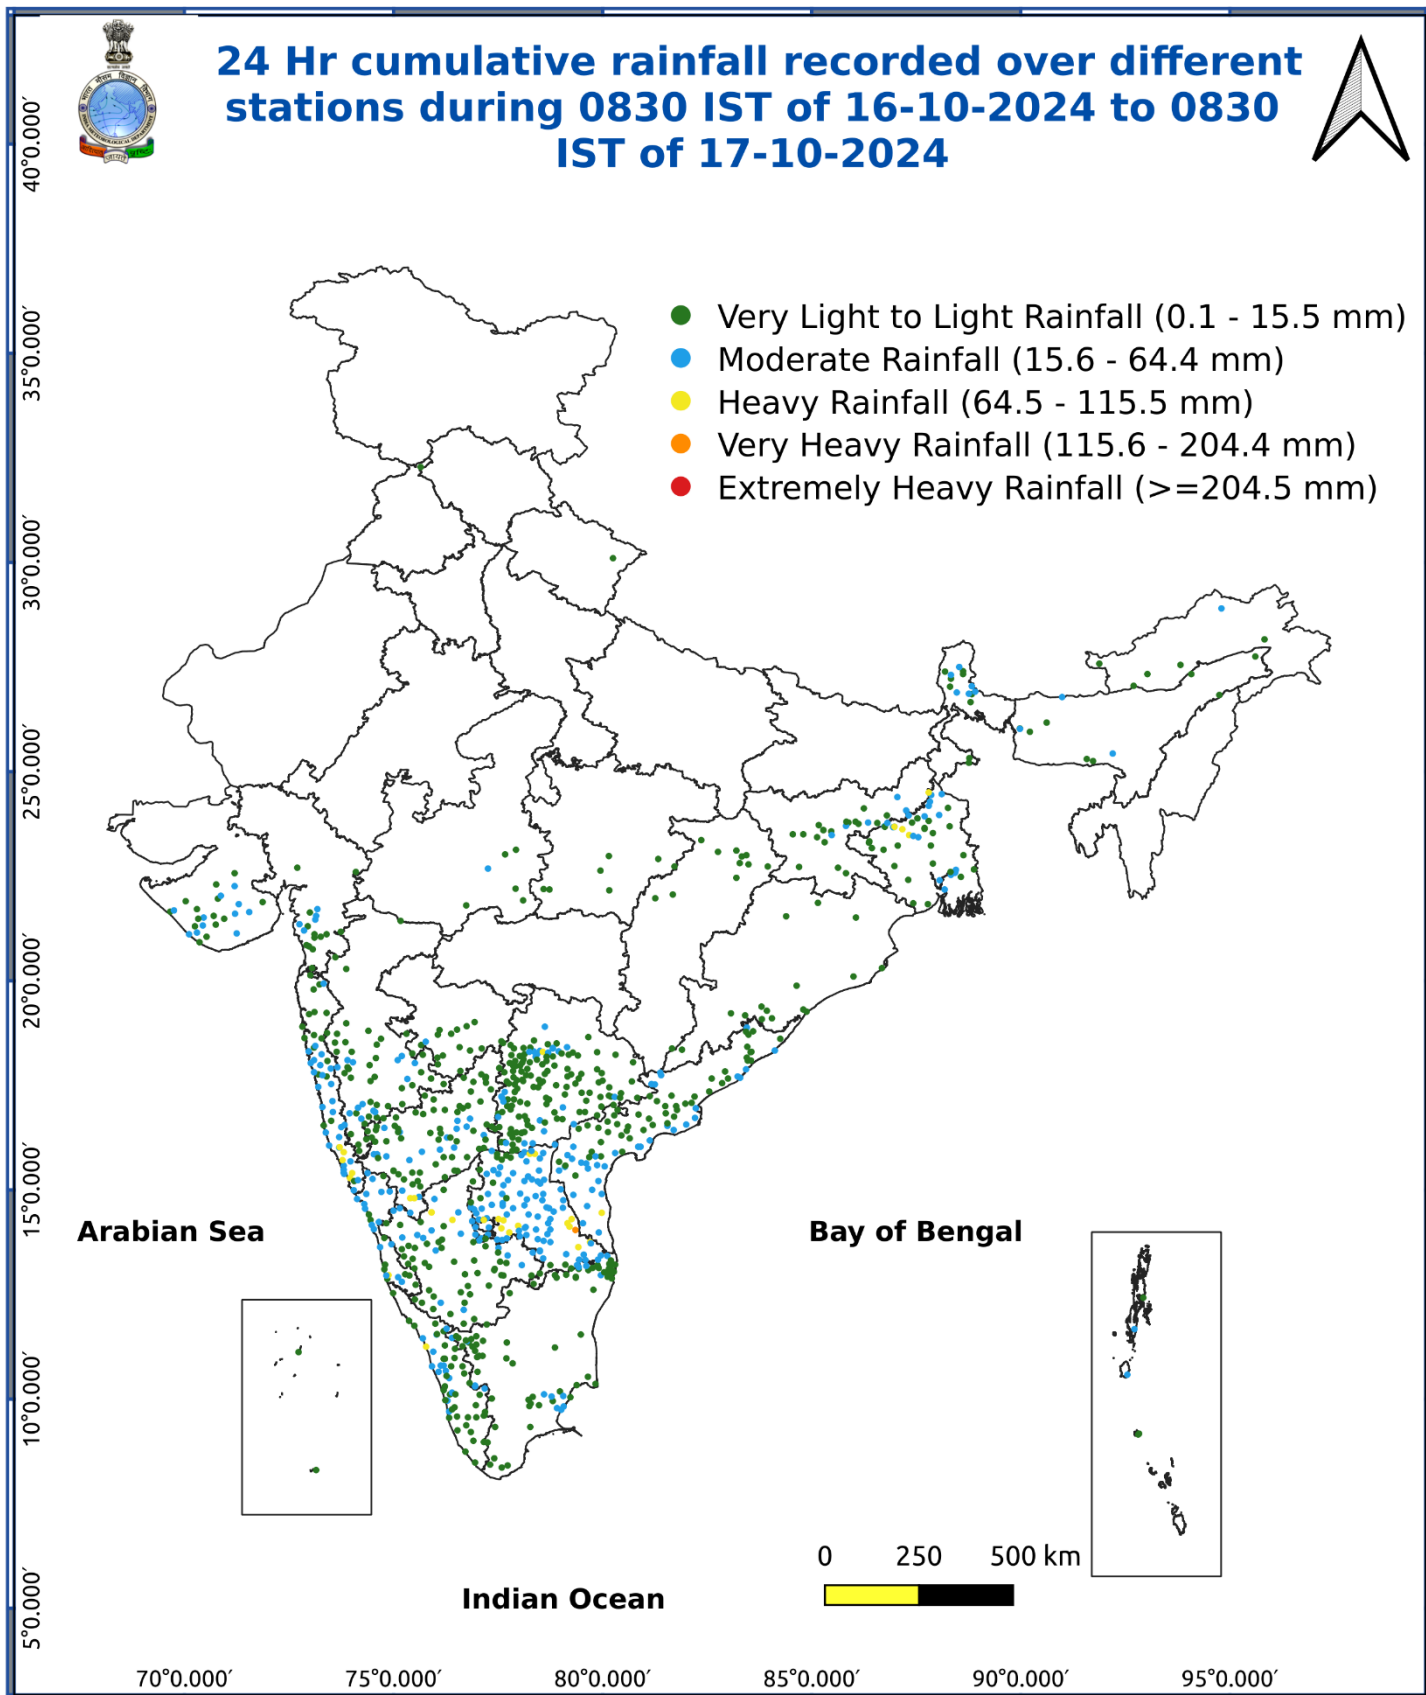 24 Hr cumulative rainfall recorded over different
stations during 0830 IST of 16-10-2024 to 0830
IST of 17-10-2024
Very Light to Light Rainfall (0.1 - 15.5 mm)
Moderate Rainfall (15.6 - 64.4 mm)
Heavy Rainfall (64.5 - 115.5 mm)
Very Heavy Rainfall (115.6 - 204.4 mm)
Extremely Heavy Rainfall (>=204.5 mm)
40°0.000′
35°0.000′
30°0.000′
25°0.000′
20°0.000′
15°0.000′
10°0.000′
5°0.000′
Arabian Sea
Bay of Bengal
Indian Ocean
0 250 500 km
70°0.000′ 75°0.000′ 80°0.000′ 85°0.000′ 90°0.000′ 95°0.000′